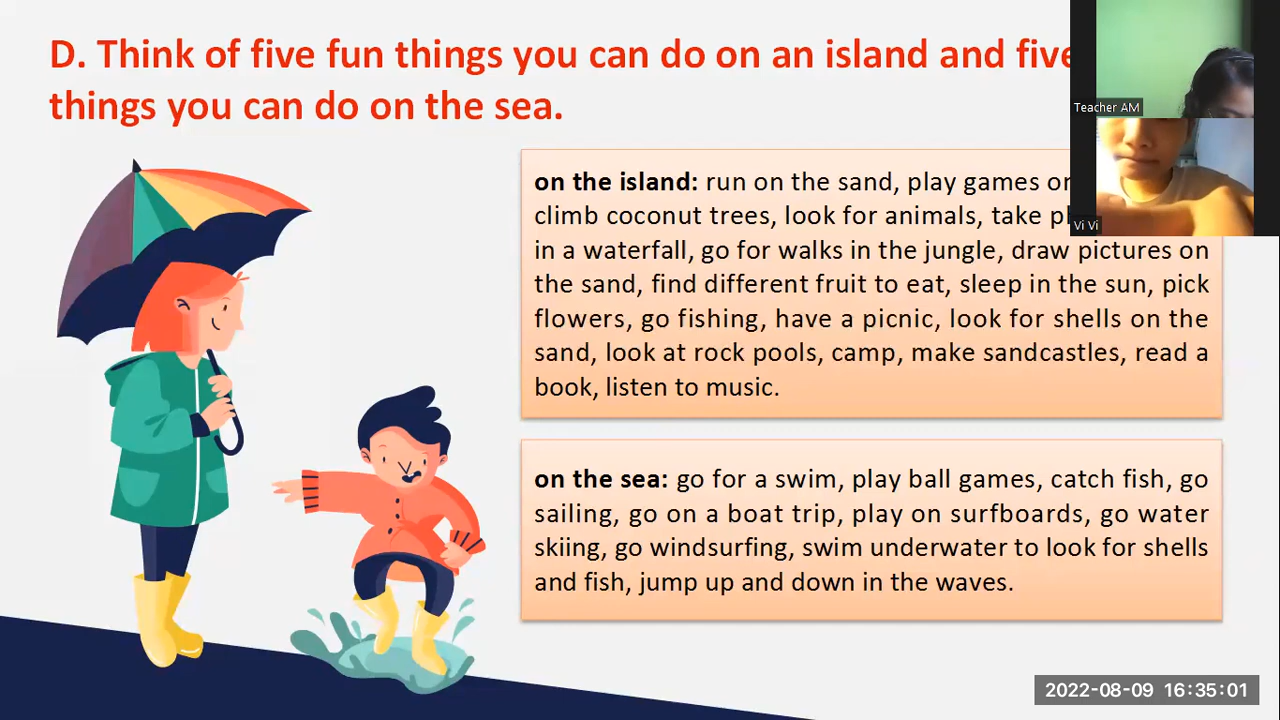 D. Think of five fun things you can do on an island and five
things you can do on the sea.
Teacher AM
on the island: run on the sand, play games
climb coconut trees, look for animals, take
Vi Vi
in a waterfall, go for walks in the jungle, draw pictures on
the sand, find different fruit to eat, sleep in the sun, pick
flowers, go fishing, have a picnic, look for shells on the
sand, look at rock pools, camp, make sandcastles, read a
book, listen to music.
on the sea: go for a swim, play ball games, catch fish, go
sailing, go on a boat trip, play on surfboards, go water
skiing, go windsurfing, swim underwater to look for shells
and fish, jump up and down in the waves.
2022-08-09 16:35:01